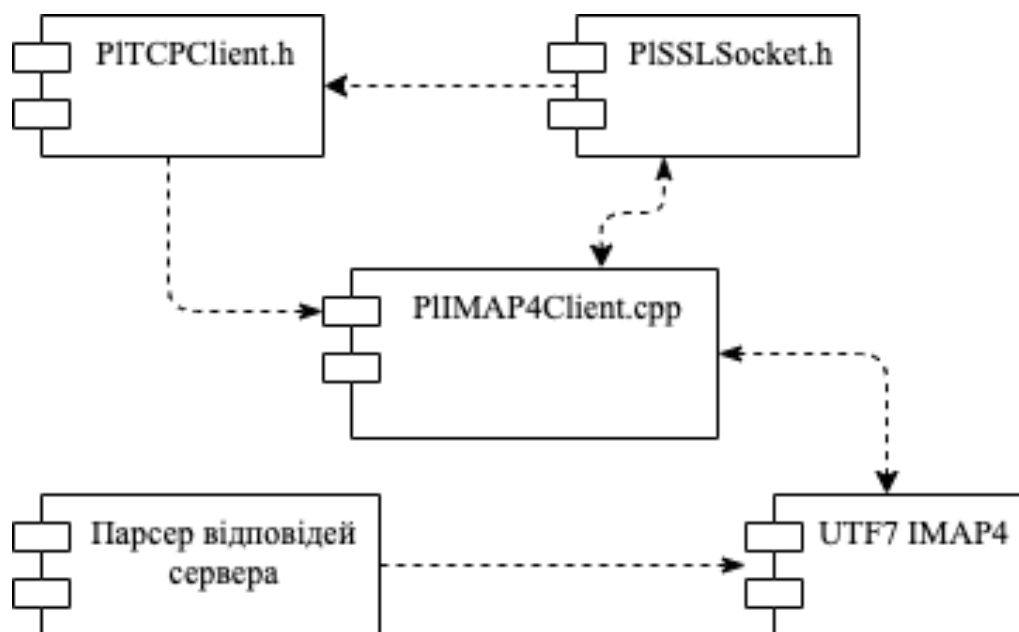 PlTCPClient.h
PlSSLSocket.h
PlIMAP4Client.cpp
Парсер відповідей
сервера
UTF7 IMAP4